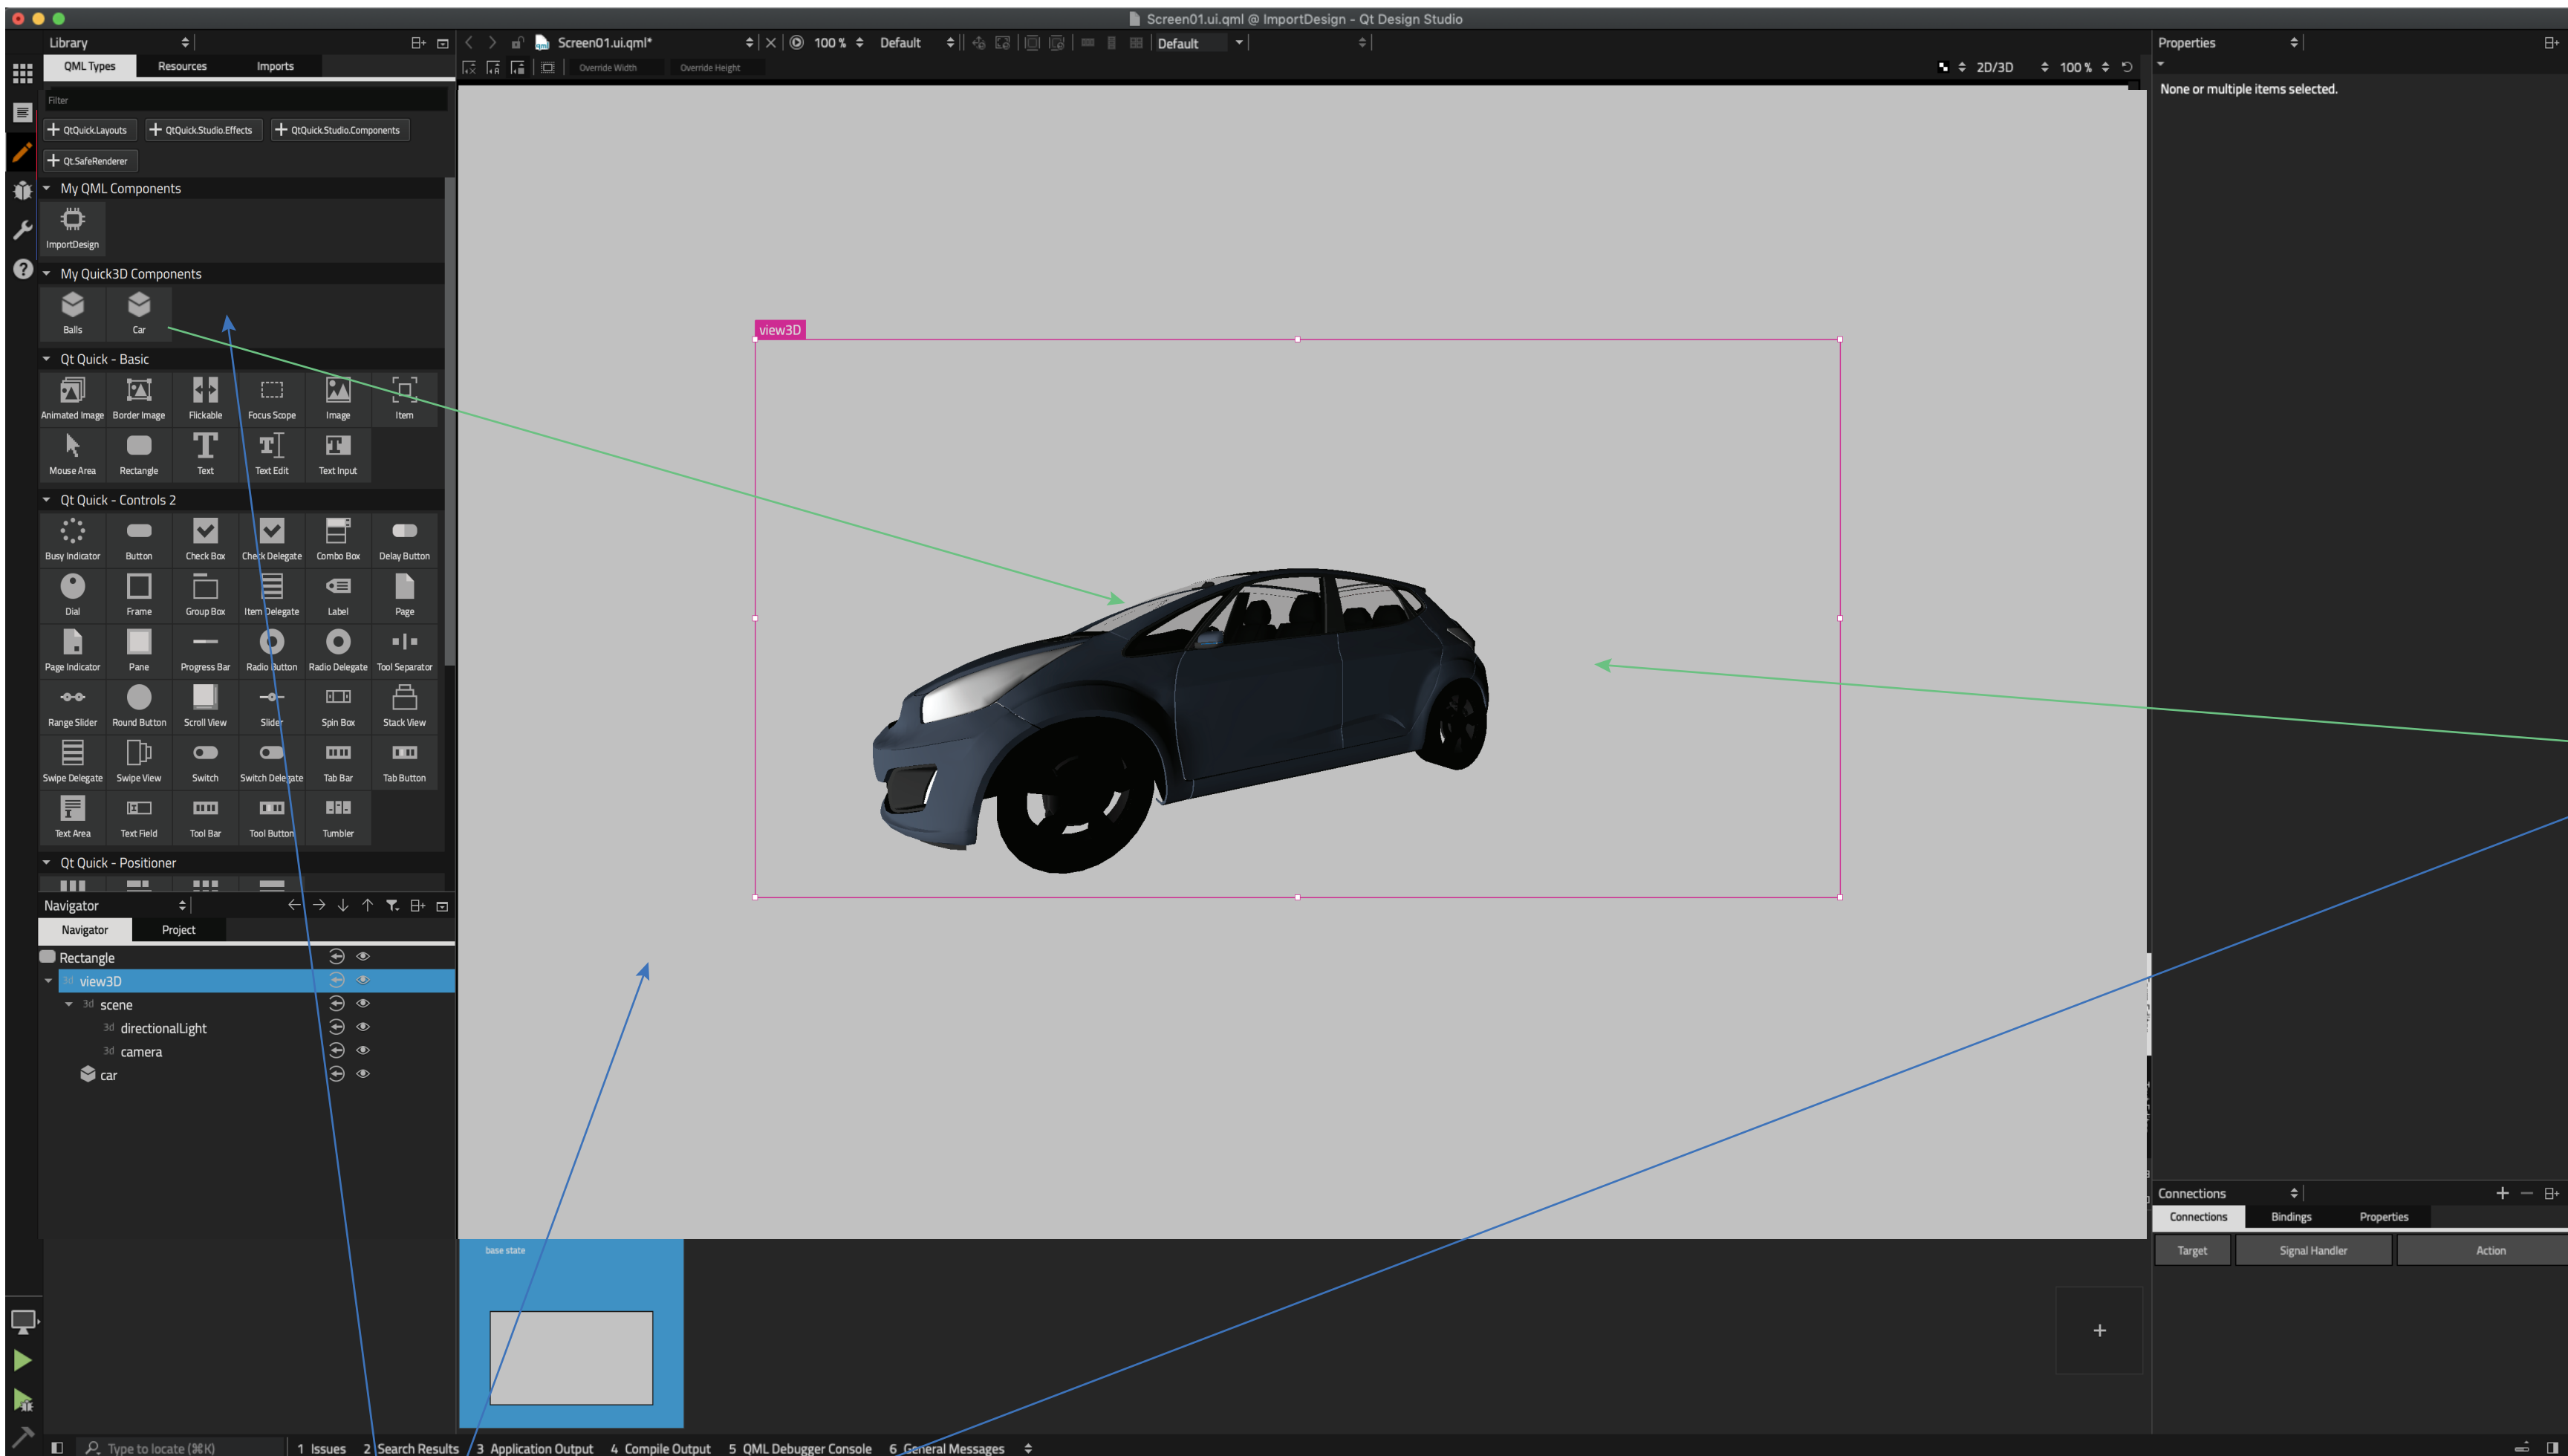 Screen01.ui.qml @ ImportDesign - Qt Design Studio
Library
Screen01.ui.qml*
100 %
Default
Default
Properties
QML Types
Resources
Imports
Override Width
Override Height
2D/3D
100 %
None or multiple items selected.
Filter
QtQuick.Layouts
QtQuick.Studio.Effects
QtQuick.Studio.Components
Qt.SafeRenderer
My QML Components
ImportDesign
My Quick3D Components
Balls
Car
view3D
Qt Quick - Basic
Animated Image
Border Image
Flickable
Focus Scope
Image
Item
Mouse Area
Rectangle
Text
Text Edit
Text Input
Qt Quick - Controls 2
Busy Indicator
Button
Check Box
Check Delegate
Combo Box
Delay Button
Dial
Frame
Group Box
Item Delegate
Label
Page
Page Indicator
Pane
Progress Bar
Radio Button
Radio Delegate
Tool Separator
Range Slider
Round Button
Scroll View
Slider
Spin Box
Stack View
Swipe Delegate
Swipe View
Switch
Switch Delegate
Tab Bar
Tab Button
Text Area
Text Field
Tool Bar
Tool Button
Tumbler
Qt Quick - Positioner
Navigator
Navigator
Project
Rectangle
3d view3D
3d scene
3d directionalLight
3d camera
car
Connections
Connections
Bindings
Properties
Target
Signal Handler
Action
base state
Type to locate (⌘K)
1 Issues
2 Search Results
3 Application Output
4 Compile Output
5 QML Debugger Console
6 General Messages